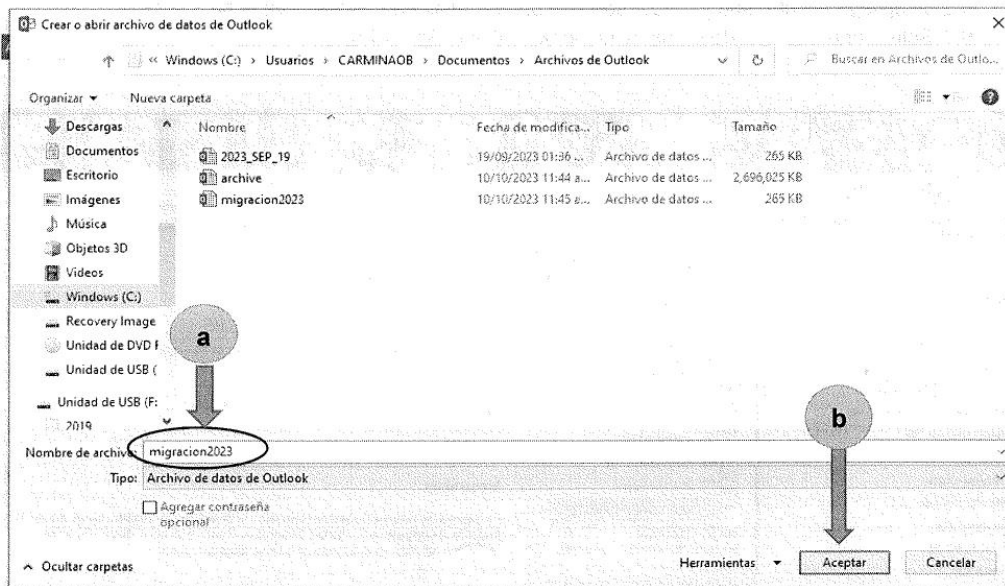 Crear o abrir archivo de datos de Outlook
« Windows (C:) › Usuarios › CARMINAOB › Documentos › Archivos de Outlook
Buscar en Archivos de Outlo...
Organizar Nueva carpeta
Nombre Fecha de modifica... Tipo Tamaño
Descargas
Documentos
Escritorio
Imágenes
Música
Objetos 3D
Videos
Windows (C:)
Recovery Image
Unidad de DVD F
Unidad de USB (
Unidad de USB (F:
2019
2023_SEP_19 19/09/2023 01:36 ... Archivo de datos ... 265 KB
archive 10/10/2023 11:44 a... Archivo de datos ... 2,696,025 KB
migracion2023 10/10/2023 11:45 a... Archivo de datos ... 265 KB
a
b
Nombre de archivo: migracion2023
Tipo: Archivo de datos de Outlook
Agregar contraseña
opcional
Ocultar carpetas
Herramientas Aceptar Cancelar